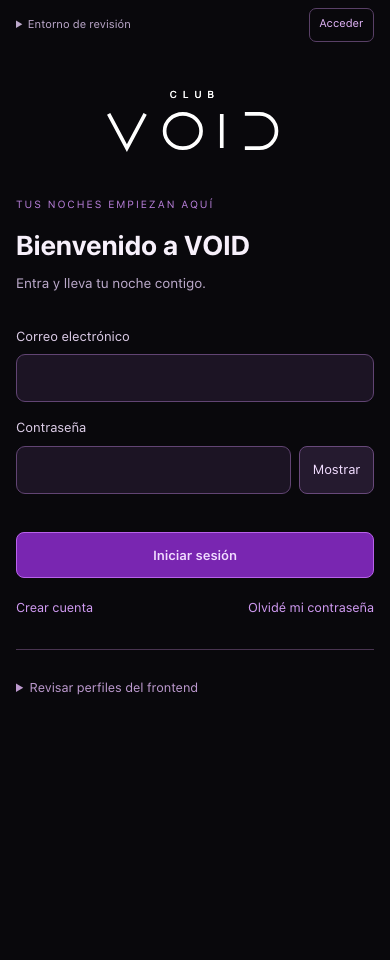 Entorno de revisión
Acceder
CLUB
VOID
TUS NOCHES EMPIEZAN AQUÍ
Bienvenido a VOID
Entra y lleva tu noche contigo.
Correo electrónico
Contraseña
Mostrar
Iniciar sesión
Crear cuenta
Olvidé mi contraseña
Revisar perfiles del frontend